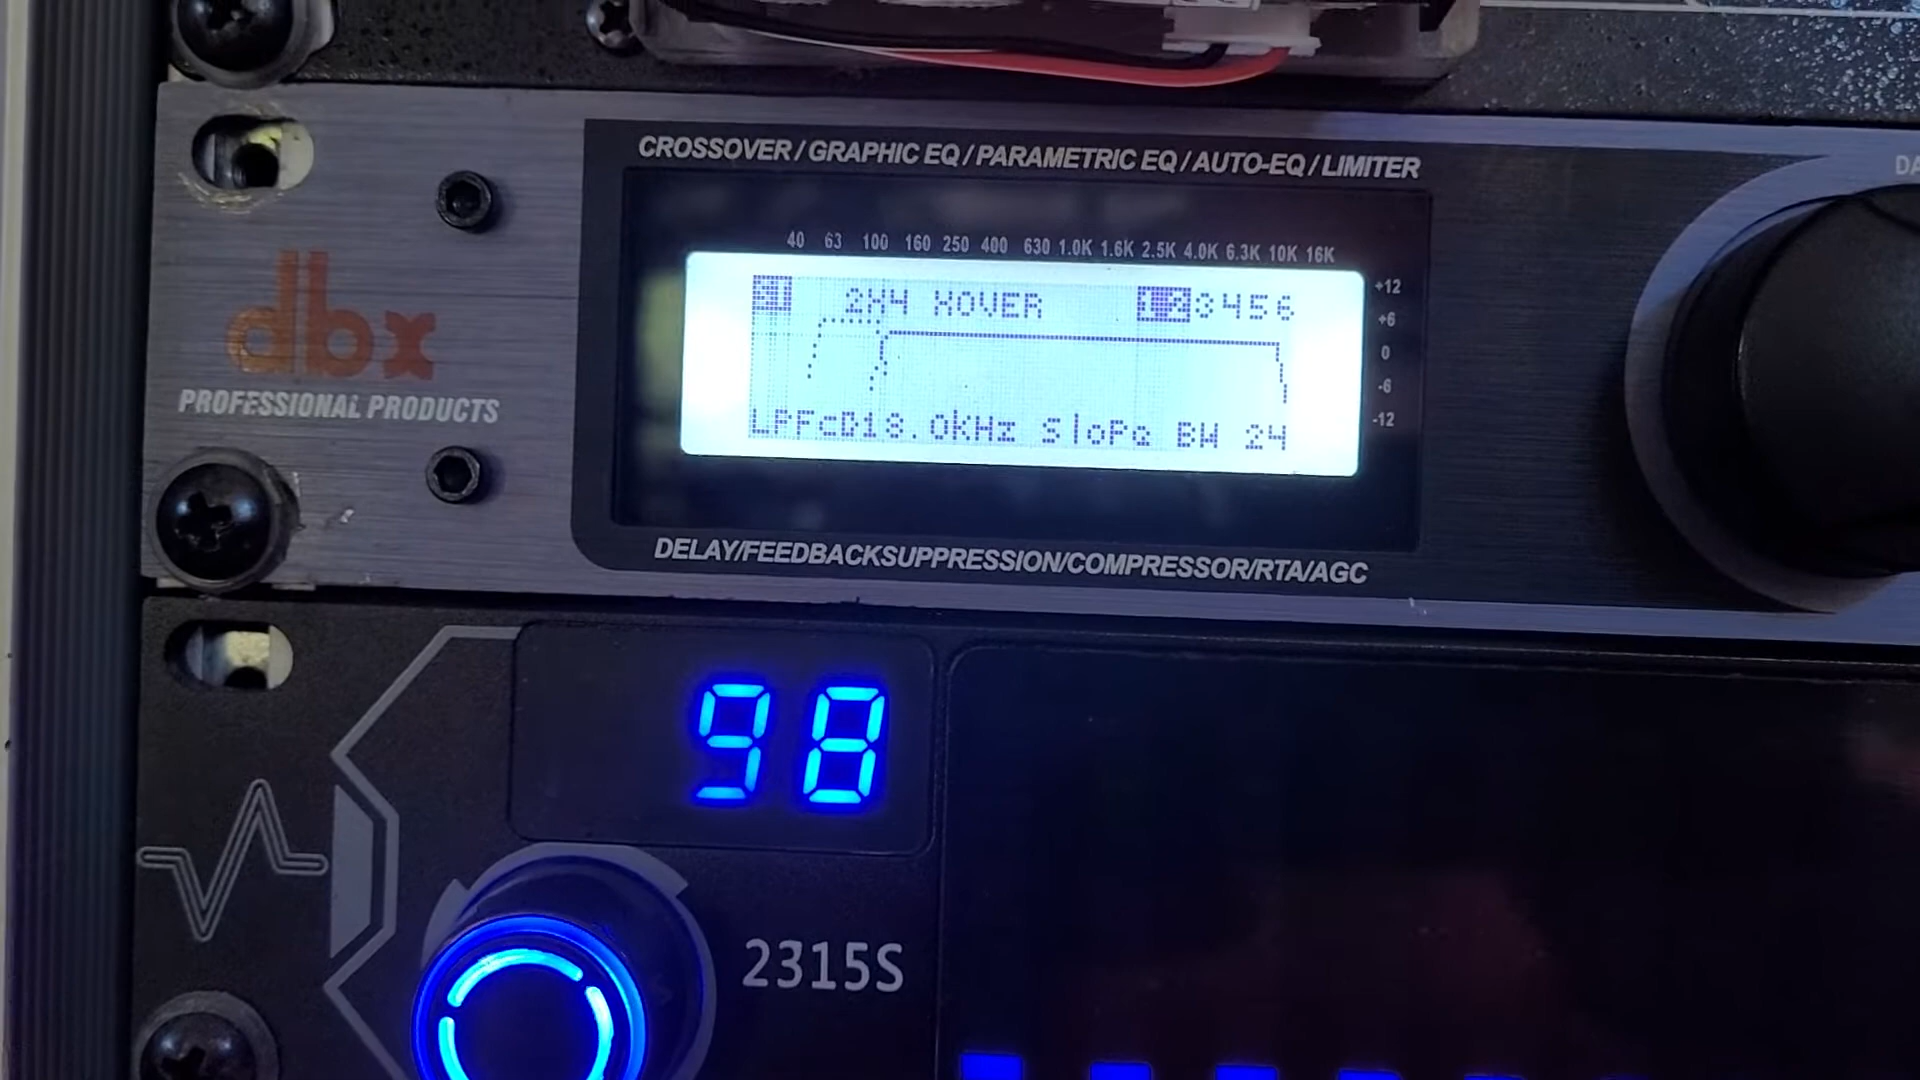 CROSSOVER / GRAPHIC EQ / PARAMETRIC EQ / AUTO-EQ / LIMITER
40 63 100 160 250 400 630 1.0K 1.6K 2.5K 4.0K 6.3K 10K 16K
2X4 XOVER 3456
+12
+6
0
-6
-12
18.0kHz Slope BW 24
dbx
PROFESSIONAL PRODUCTS
DELAY/FEEDBACKSUPPRESSION/COMPRESSOR/RTA/AGC
98
2315S